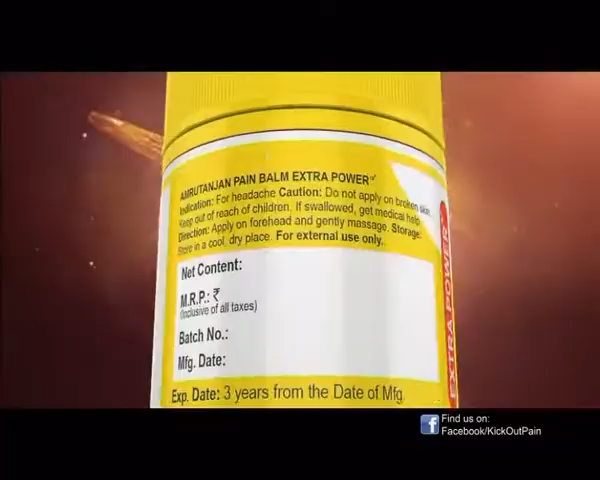 AMRUTANJAN PAIN BALM EXTRA POWER
Indication: For headache Caution: Do not apply on broken skin.
Keep out of reach of children. If swallowed, get medical help.
Direction: Apply on forehead and gently massage. Storage:
Store in a cool, dry place. For external use only.
Net Content:
M.R.P.: ₹
(Inclusive of all taxes)
Batch No.:
Mfg. Date:
Exp. Date: 3 years from the Date of Mfg.
EXTRA POWER
Find us on:
Facebook/KickOutPain